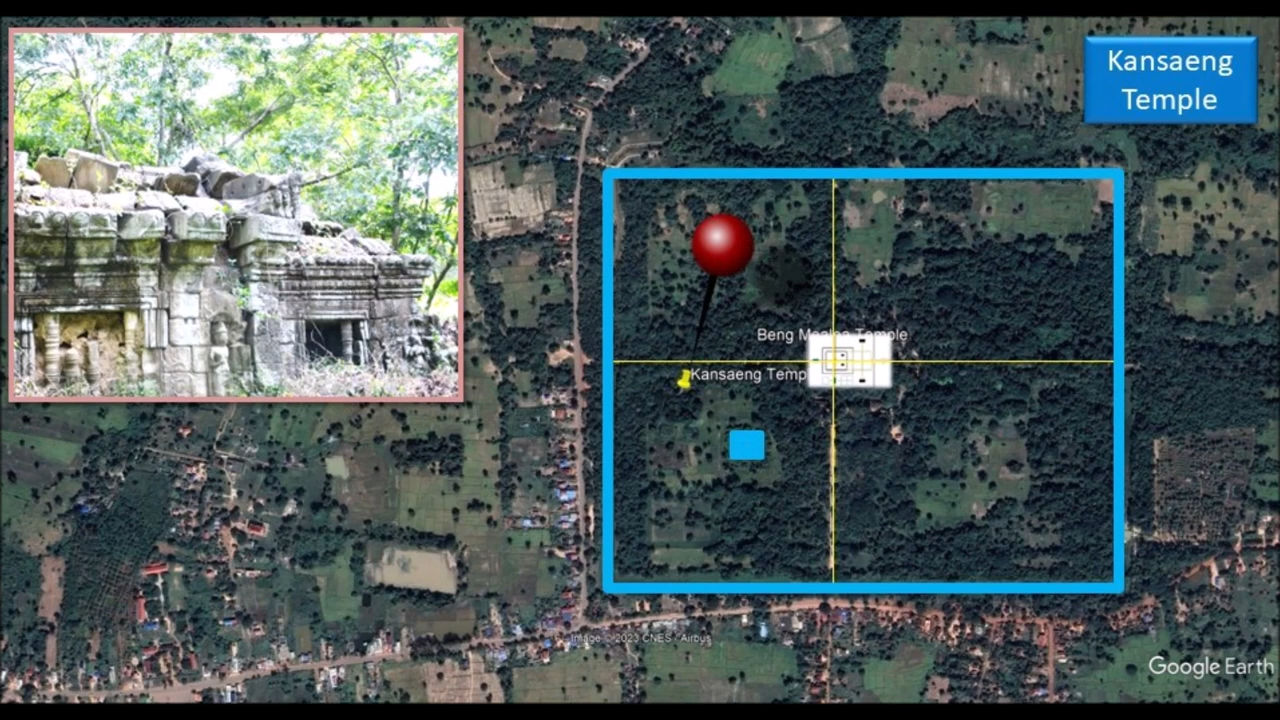 Kansaeng
Temple
Beng Mealea Temple
Kansaeng Temp
Image © 2023 CNES / Airbus
Google Earth